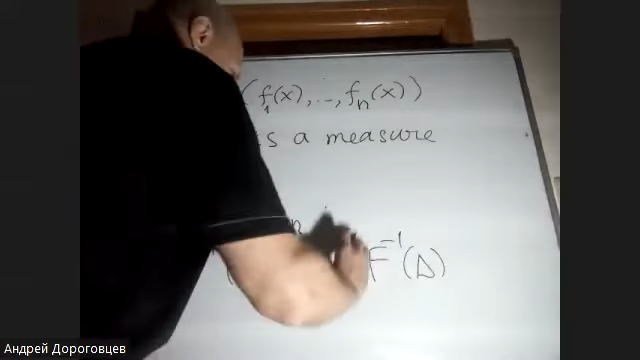 (f₁(x),..,fₙ(x))
s a measure
n
F⁻¹(Δ)
Андрей Дороговцев